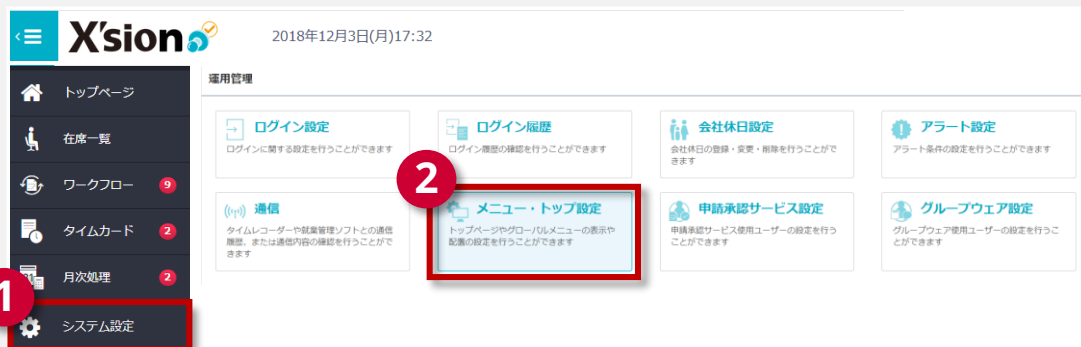 X'sion
2018年12月3日(月)17:32
トップページ
在席一覧
ワークフロー 9
タイムカード 2
月次処理 2
1
システム設定
運用管理
ログイン設定
ログインに関する設定を行うことができます
ログイン履歴
ログイン履歴の確認を行うことができます
会社休日設定
会社休日の登録・変更・削除を行うことがで
きます
アラート設定
アラート条件の設定を行うことができます
通信
タイムレコーダーや就業管理ソフトとの通信
履歴、または通信内容の確認を行うことがで
きます
2
メニュー・トップ設定
トップページやグローバルメニューの表示や
配置の設定を行うことができます
申請承認サービス設定
申請承認サービス使用ユーザーの設定を行う
ことができます
グループウェア設定
グループウェア使用ユーザーの設定を行うこ
とができます